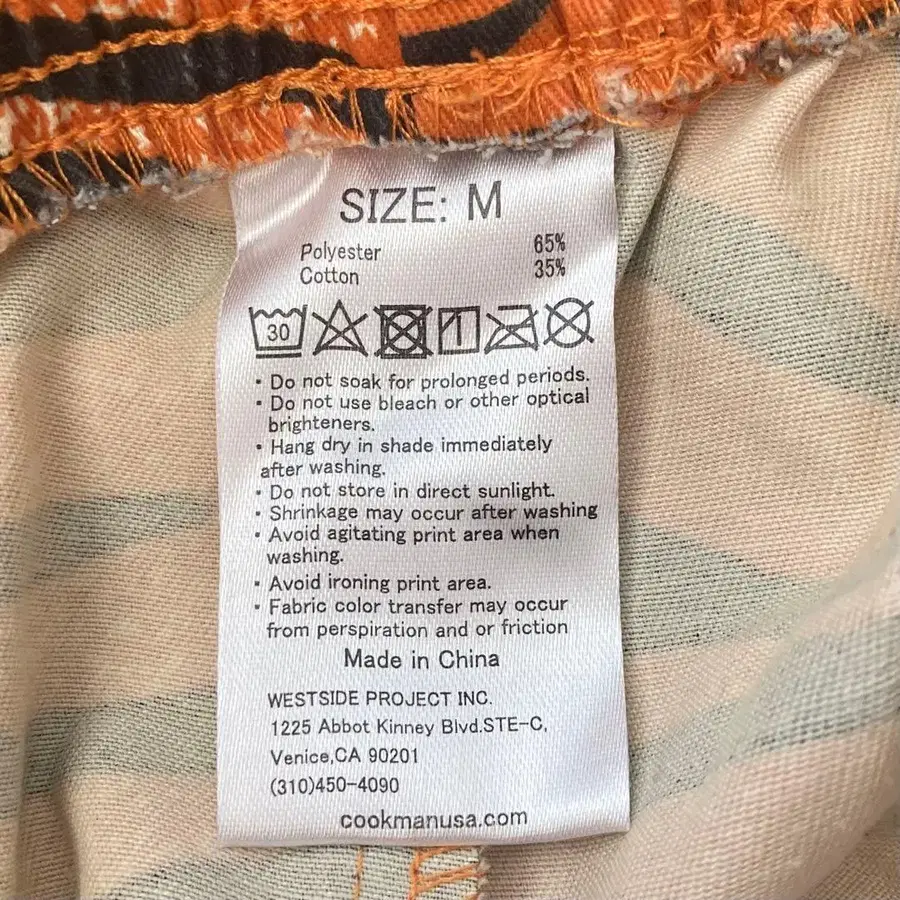 SIZE: M
Polyester 65%
Cotton 35%
30
· Do not soak for prolonged periods.
· Do not use bleach or other optical
brighteners.
· Hang dry in shade immediately
after washing.
· Do not store in direct sunlight.
· Shrinkage may occur after washing
· Avoid agitating print area when
washing.
· Avoid ironing print area.
· Fabric color transfer may occur
from perspiration and or friction
Made in China
WESTSIDE PROJECT INC.
1225 Abbot Kinney Blvd.STE-C,
Venice,CA 90201
(310)450-4090
cookmanusa.com